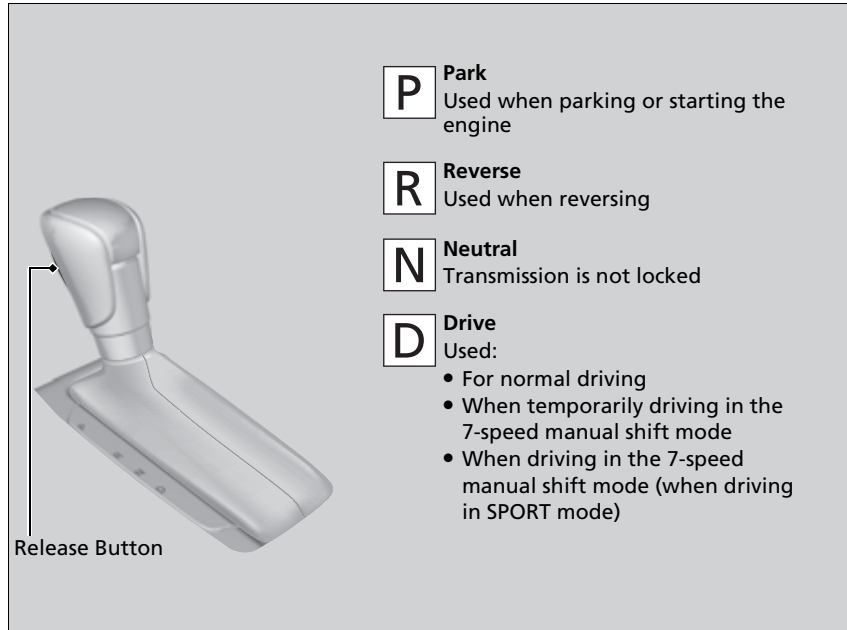 P
Park
Used when parking or starting the
engine
R
Reverse
Used when reversing
N
Neutral
Transmission is not locked
D
Drive
Used:
• For normal driving
• When temporarily driving in the
7-speed manual shift mode
• When driving in the 7-speed
manual shift mode (when driving
in SPORT mode)
P
R
N
D
Release Button